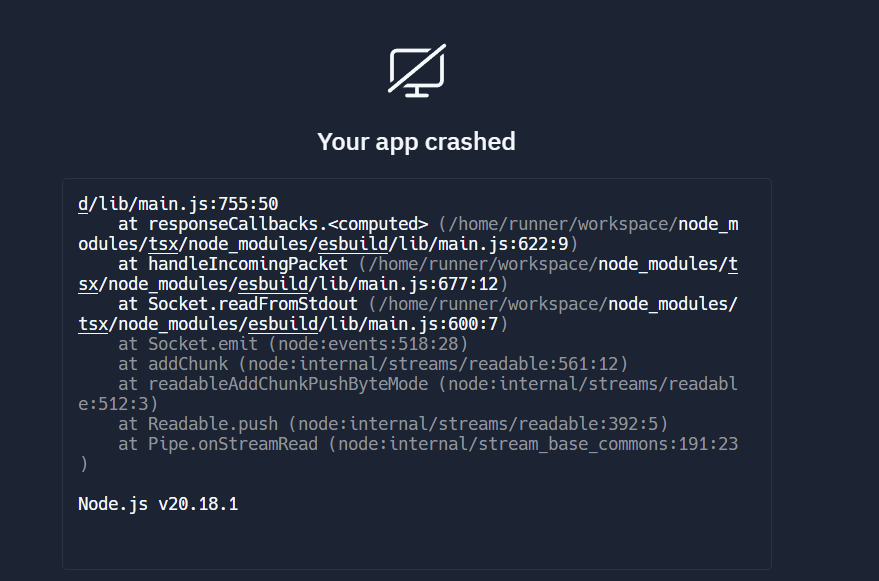 Your app crashed
d/lib/main.js:755:50
    at responseCallbacks.<computed> (/home/runner/workspace/node_m
odules/tsx/node_modules/esbuild/lib/main.js:622:9)
    at handleIncomingPacket (/home/runner/workspace/node_modules/t
sx/node_modules/esbuild/lib/main.js:677:12)
    at Socket.readFromStdout (/home/runner/workspace/node_modules/
tsx/node_modules/esbuild/lib/main.js:600:7)
    at Socket.emit (node:events:518:28)
    at addChunk (node:internal/streams/readable:561:12)
    at readableAddChunkPushByteMode (node:internal/streams/readabl
e:512:3)
    at Readable.push (node:internal/streams/readable:392:5)
    at Pipe.onStreamRead (node:internal/stream_base_commons:191:23
)
Node.js v20.18.1